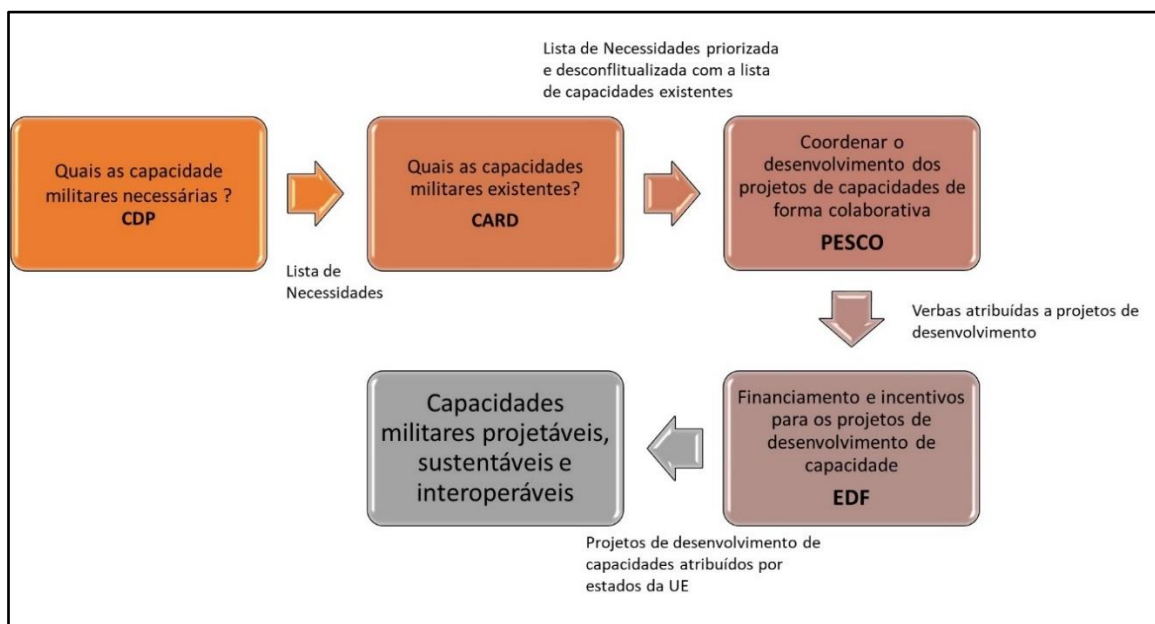 Lista de Necessidades priorizada
e desconflitualizada com a lista
de capacidades existentes
Quais as capacidade
militares necessárias ?
CDP
Lista de
Necessidades
Quais as capacidades
militares existentes?
CARD
Coordenar o
desenvolvimento dos
projetos de capacidades de
forma colaborativa
PESCO
Verbas atribuídas a projetos de
desenvolvimento
Financiamento e incentivos
para os projetos de
desenvolvimento de
capacidade
EDF
Projetos de desenvolvimento de
capacidades atribuídos por
estados da UE
Capacidades
militares projetáveis,
sustentáveis e
interoperáveis